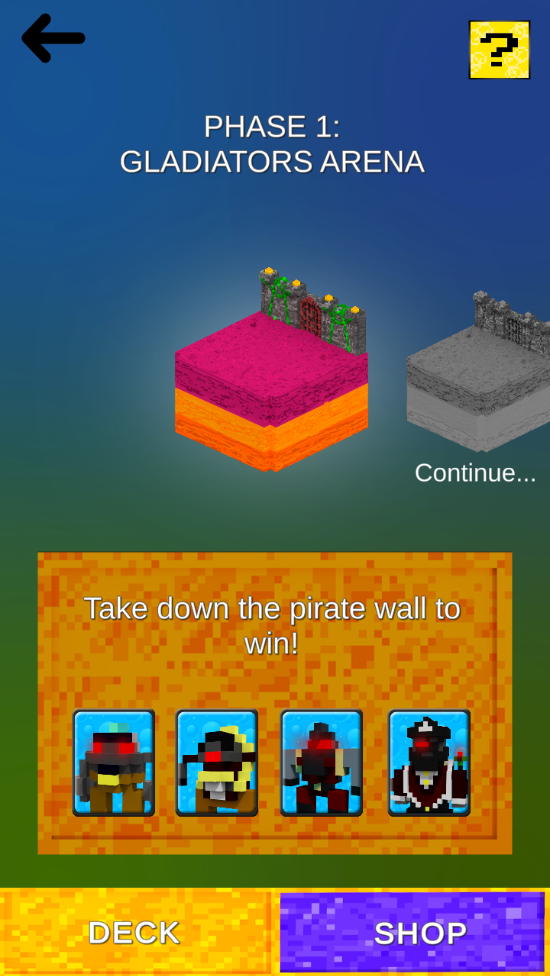 ?
PHASE 1:
GLADIATORS ARENA
Continue...
Take down the pirate wall to
win!
DECK
SHOP